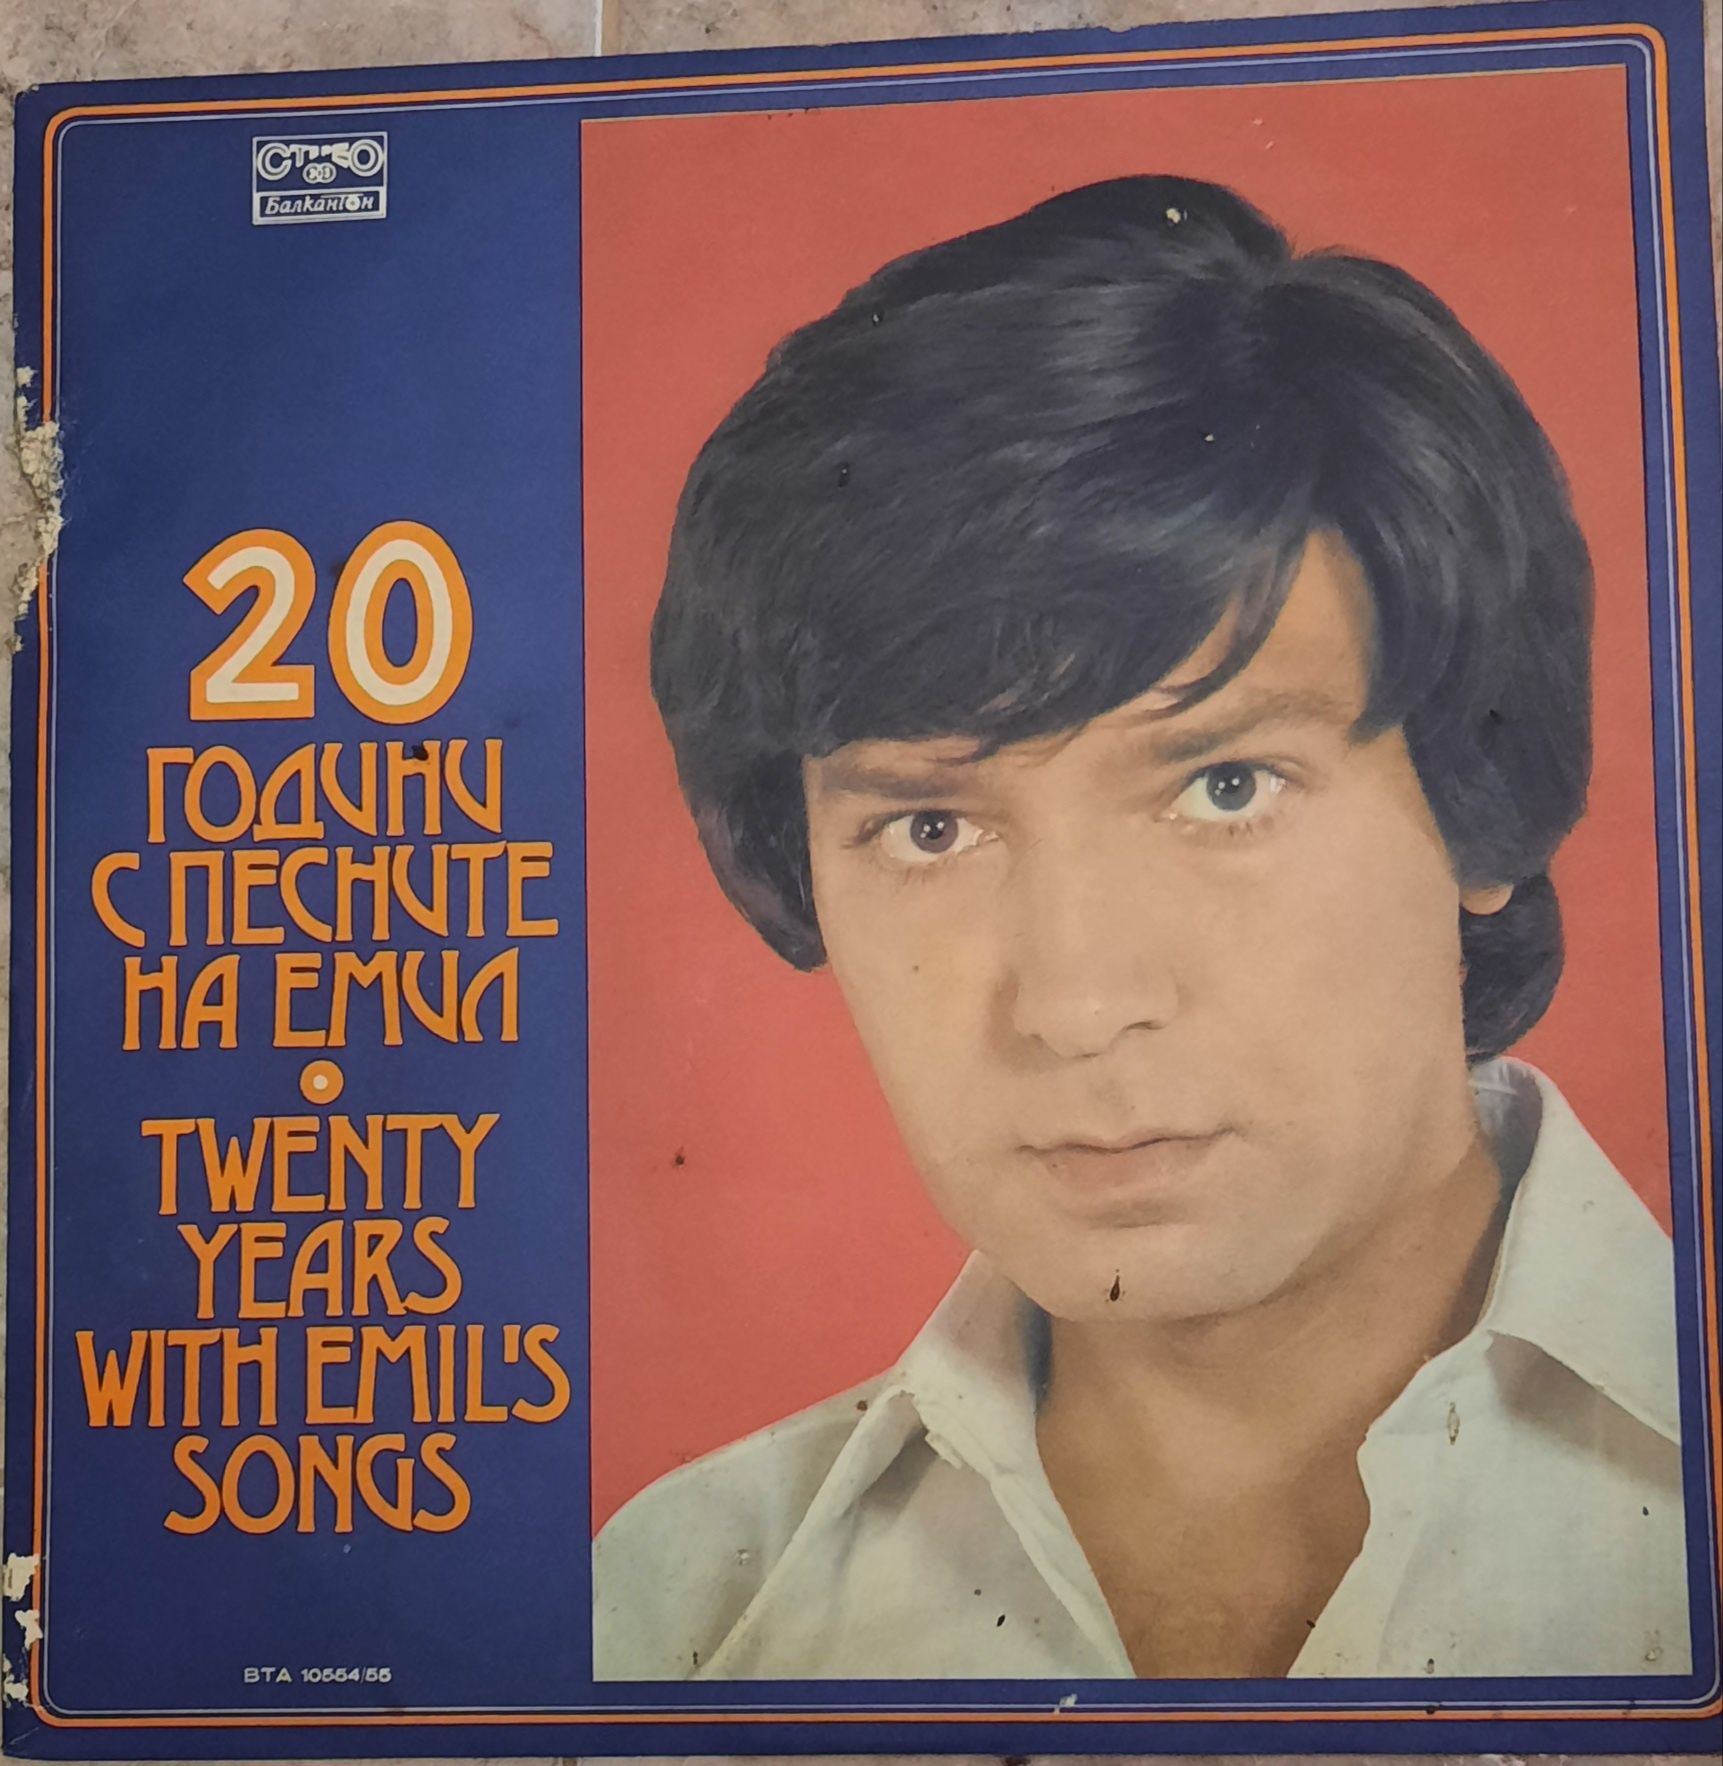 СТЕРЕО
Балкантон
20
ГОДИНИ
С ПЕСНИТЕ
НА ЕМИЛ
TWENTY
YEARS
WITH EMIL'S
SONGS
ВТА 10554/55